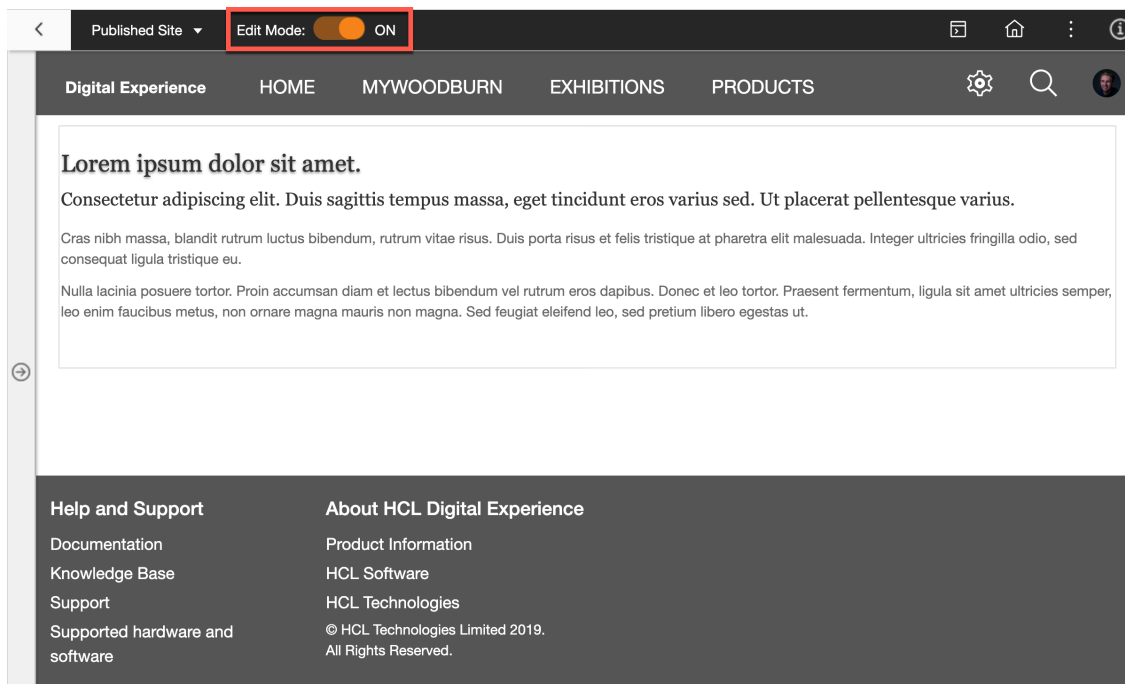 Published Site
Edit Mode: ON
Digital Experience HOME MYWOODBURN EXHIBITIONS PRODUCTS
Lorem ipsum dolor sit amet.
Consectetur adipiscing elit. Duis sagittis tempus massa, eget tincidunt eros varius sed. Ut placerat pellentesque varius.
Cras nibh massa, blandit rutrum luctus bibendum, rutrum vitae risus. Duis porta risus et felis tristique at pharetra elit malesuada. Integer ultricies fringilla odio, sed
consequat ligula tristique eu.
Nulla lacinia posuere tortor. Proin accumsan diam et lectus bibendum vel rutrum eros dapibus. Donec et leo tortor. Praesent fermentum, ligula sit amet ultricies semper,
leo enim faucibus metus, non ornare magna mauris non magna. Sed feugiat eleifend leo, sed pretium libero egestas ut.
Help and Support
Documentation
Knowledge Base
Support
Supported hardware and
software
About HCL Digital Experience
Product Information
HCL Software
HCL Technologies
© HCL Technologies Limited 2019.
All Rights Reserved.